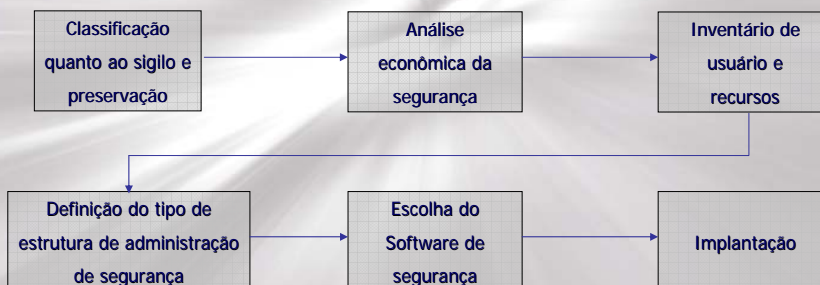 Classificação
quanto ao sigilo e
preservação
Análise
econômica da
segurança
Inventário de
usuário e
recursos
Definição do tipo de
estrutura de administração
de segurança
Escolha do
Software de
segurança
Implantação